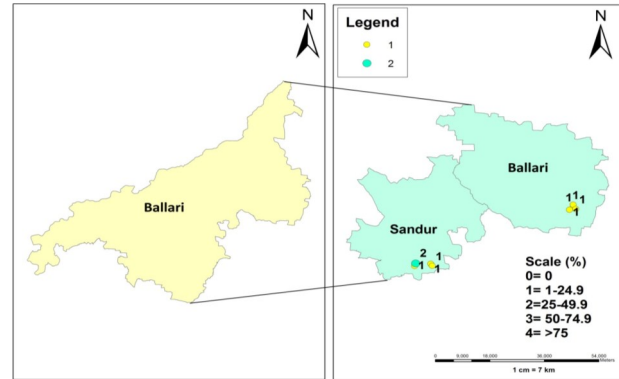 N
Ballari
N
Legend
1
2
Ballari
1 1 1
1
Sandur
2 1
1 1
Scale (%)
0= 0
1= 1-24.9
2=25-49.9
3= 50-74.9
4= >75
0 9,000 18,000 36,000 54,000
Meters
1 cm = 7 km